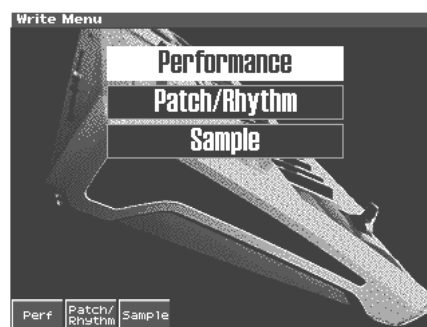 Write Menu
Performance
Patch/Rhythm
Sample
Perf
Patch/
Rhythm
Sample